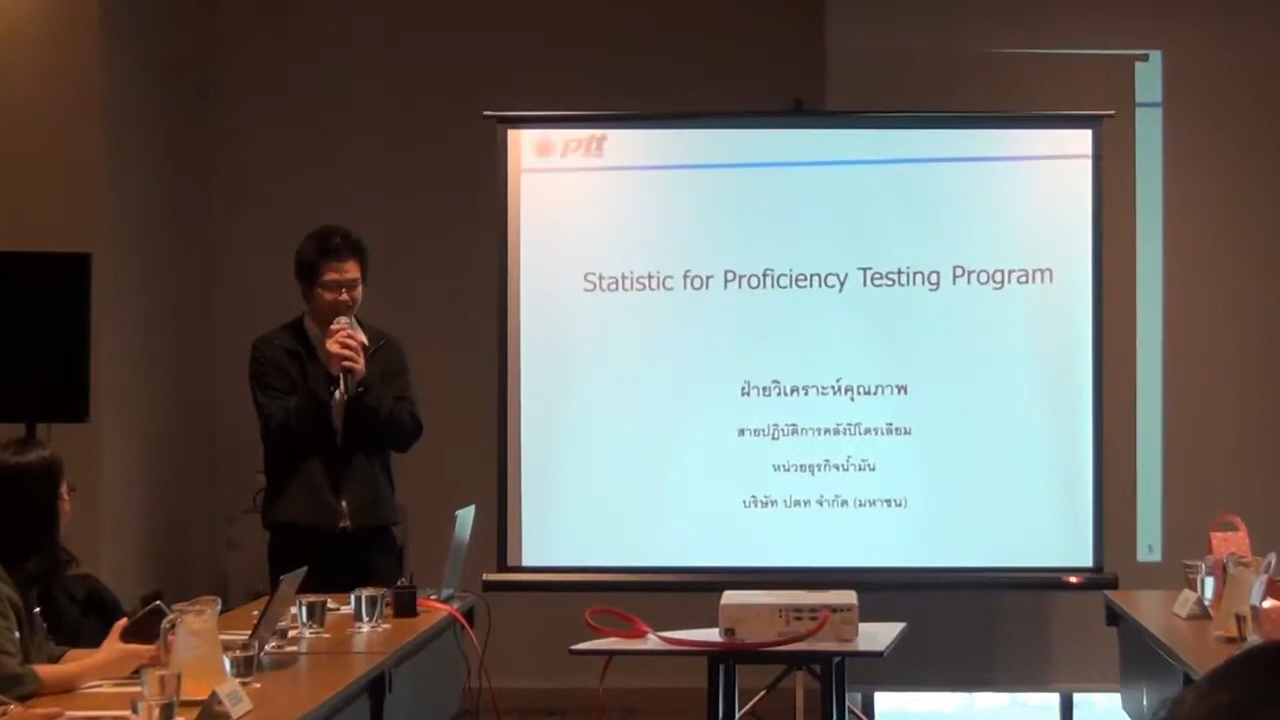 ptt
Statistic for Proficiency Testing Program
ฝ่ายวิเคราะห์คุณภาพ
สายปฏิบัติการคลังปิโตรเลียม
หน่วยธุรกิจน้ำมัน
บริษัท ปตท จำกัด (มหาชน)